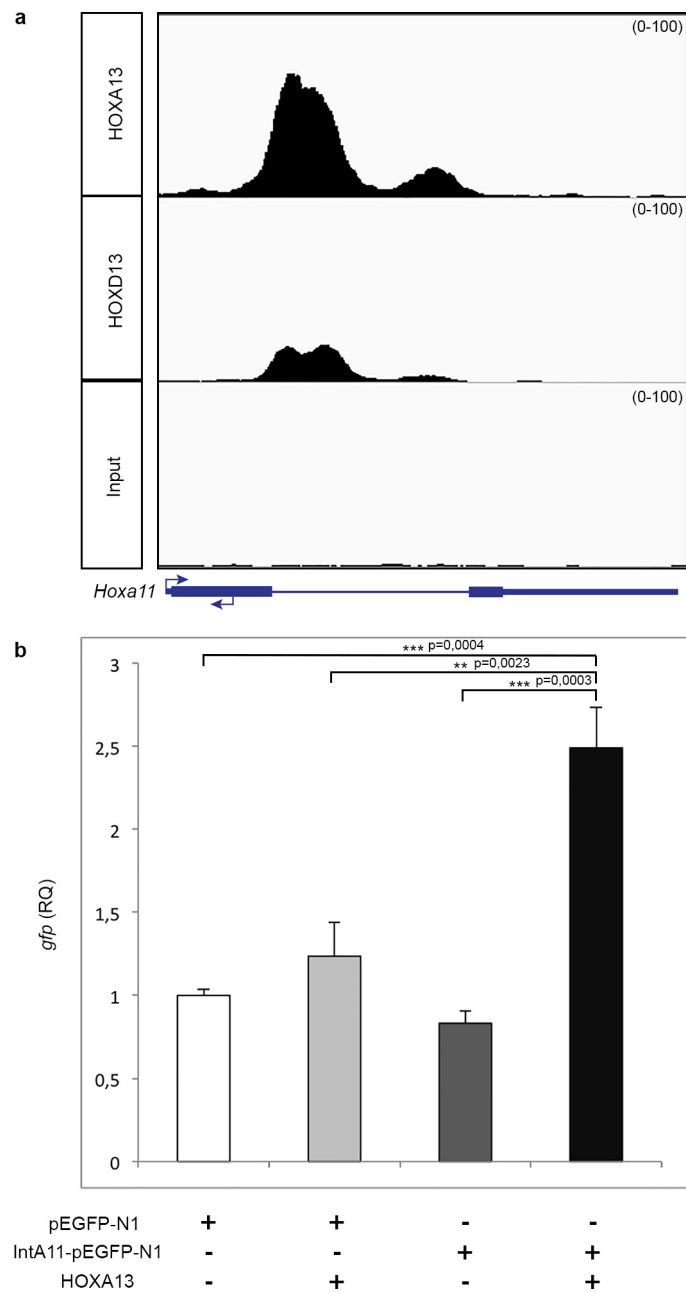 a
HOXA13
(0-100)
HOXD13
(0-100)
Input
(0-100)
Hoxa11
b
*** p=0,0004
** p=0,0023
*** p=0,0003
gfp (RQ)
3
2,5
2
1,5
1
0,5
0
pEGFP-N1 + + - -
IntA11-pEGFP-N1 - - + +
HOXA13 - + - +